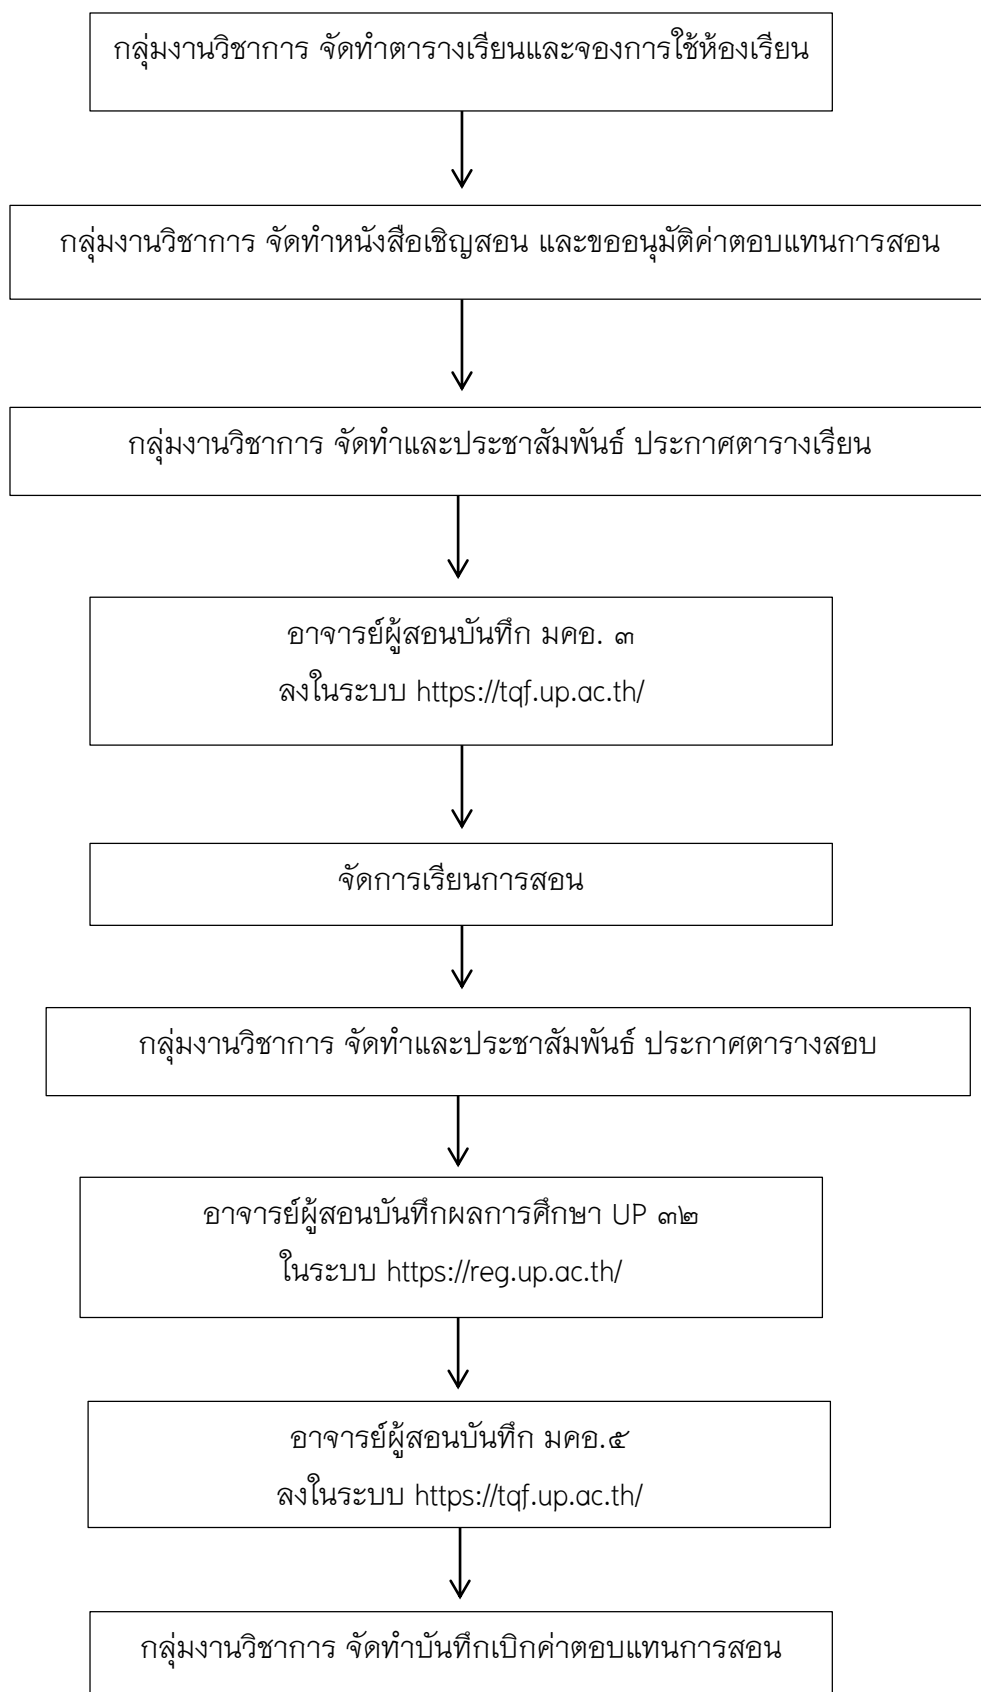 กลุ่มงานวิชาการ จัดทำตารางเรียนและจองการใช้ห้องเรียน
กลุ่มงานวิชาการ จัดทำหนังสือเชิญสอน และขออนุมัติค่าตอบแทนการสอน
กลุ่มงานวิชาการ จัดทำและประชาสัมพันธ์ ประกาศตารางเรียน
อาจารย์ผู้สอนบันทึก มคอ. ๓
ลงในระบบ https://tqf.up.ac.th/
จัดการเรียนการสอน
กลุ่มงานวิชาการ จัดทำและประชาสัมพันธ์ ประกาศตารางสอบ
อาจารย์ผู้สอนบันทึกผลการศึกษา UP ๓๒
ในระบบ https://reg.up.ac.th/
อาจารย์ผู้สอนบันทึก มคอ.๕
ลงในระบบ https://tqf.up.ac.th/
กลุ่มงานวิชาการ จัดทำบันทึกเบิกค่าตอบแทนการสอน